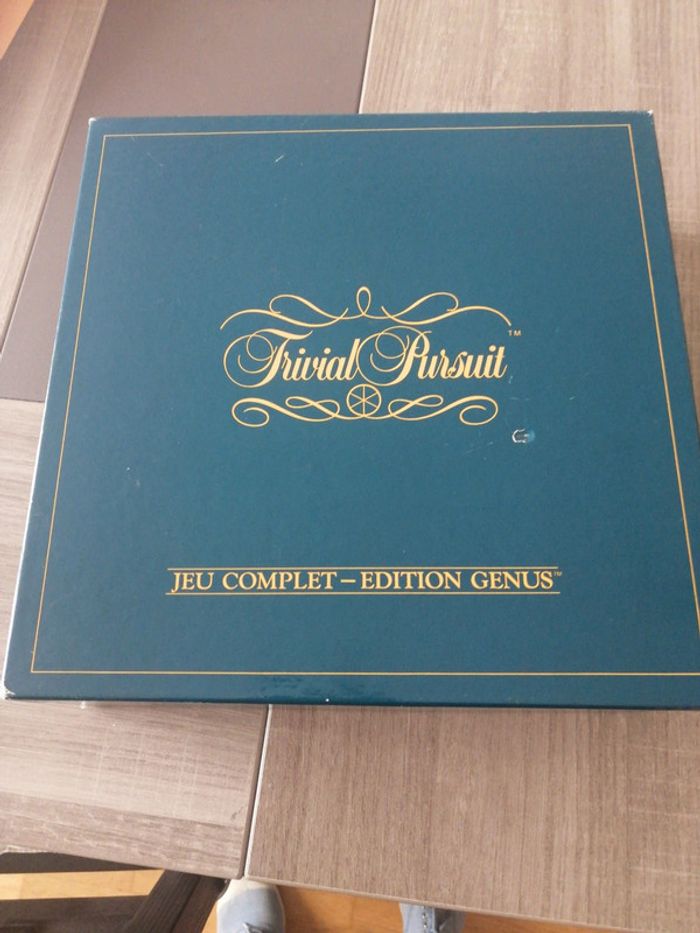 Trivial Pursuit™
JEU COMPLET – EDITION GENUS™